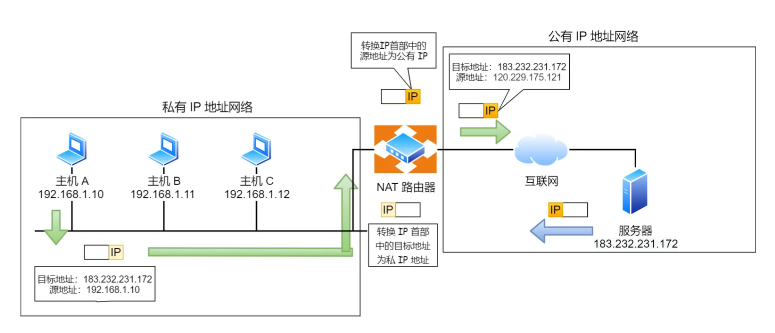 公有 IP 地址网络
转换IP首部中的
源地址为公有 IP
目标地址：183.232.231.172
源地址：120.229.175.121
IP
IP
私有 IP 地址网络
主机 A
192.168.1.10
主机 B
192.168.1.11
主机 C
192.168.1.12
NAT 路由器
互联网
IP
IP
服务器
183.232.231.172
转换 IP 首部
中的目标地址
为私 IP 地址
IP
目标地址：183.232.231.172
源地址：192.168.1.10